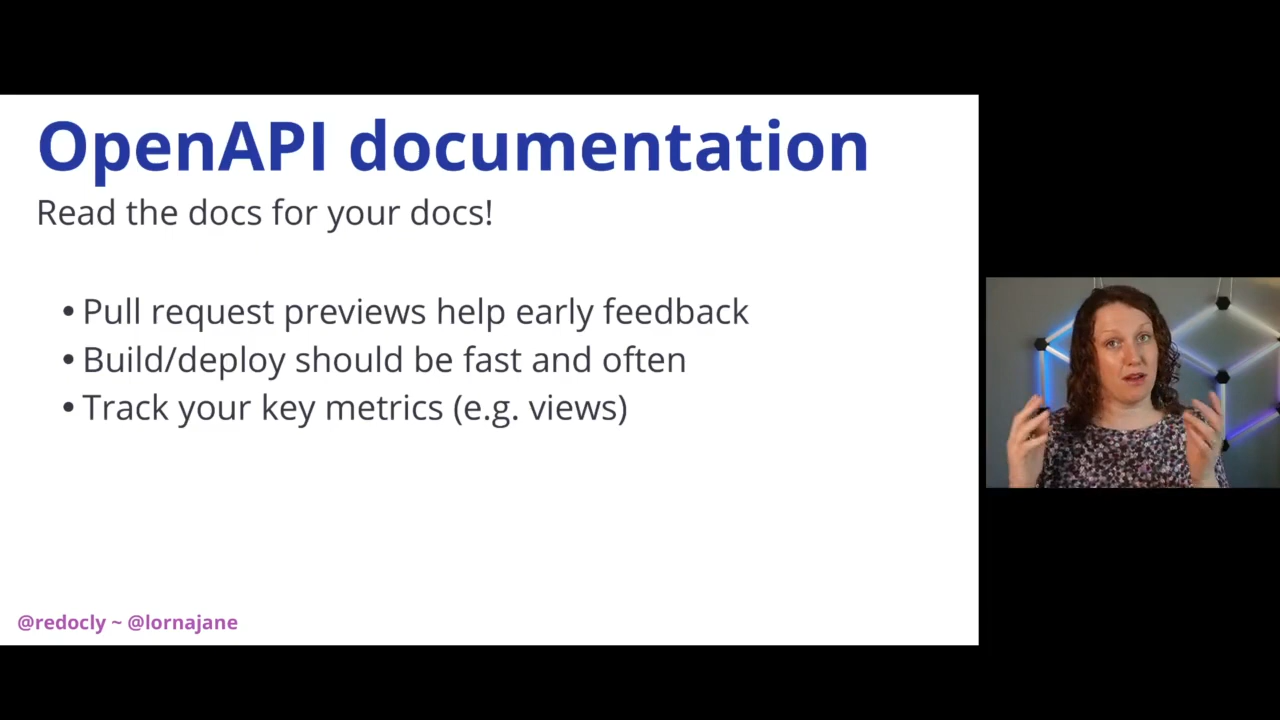 OpenAPI documentation
Read the docs for your docs!
• Pull request previews help early feedback
• Build/deploy should be fast and often
• Track your key metrics (e.g. views)
@redocly ~ @lornajane